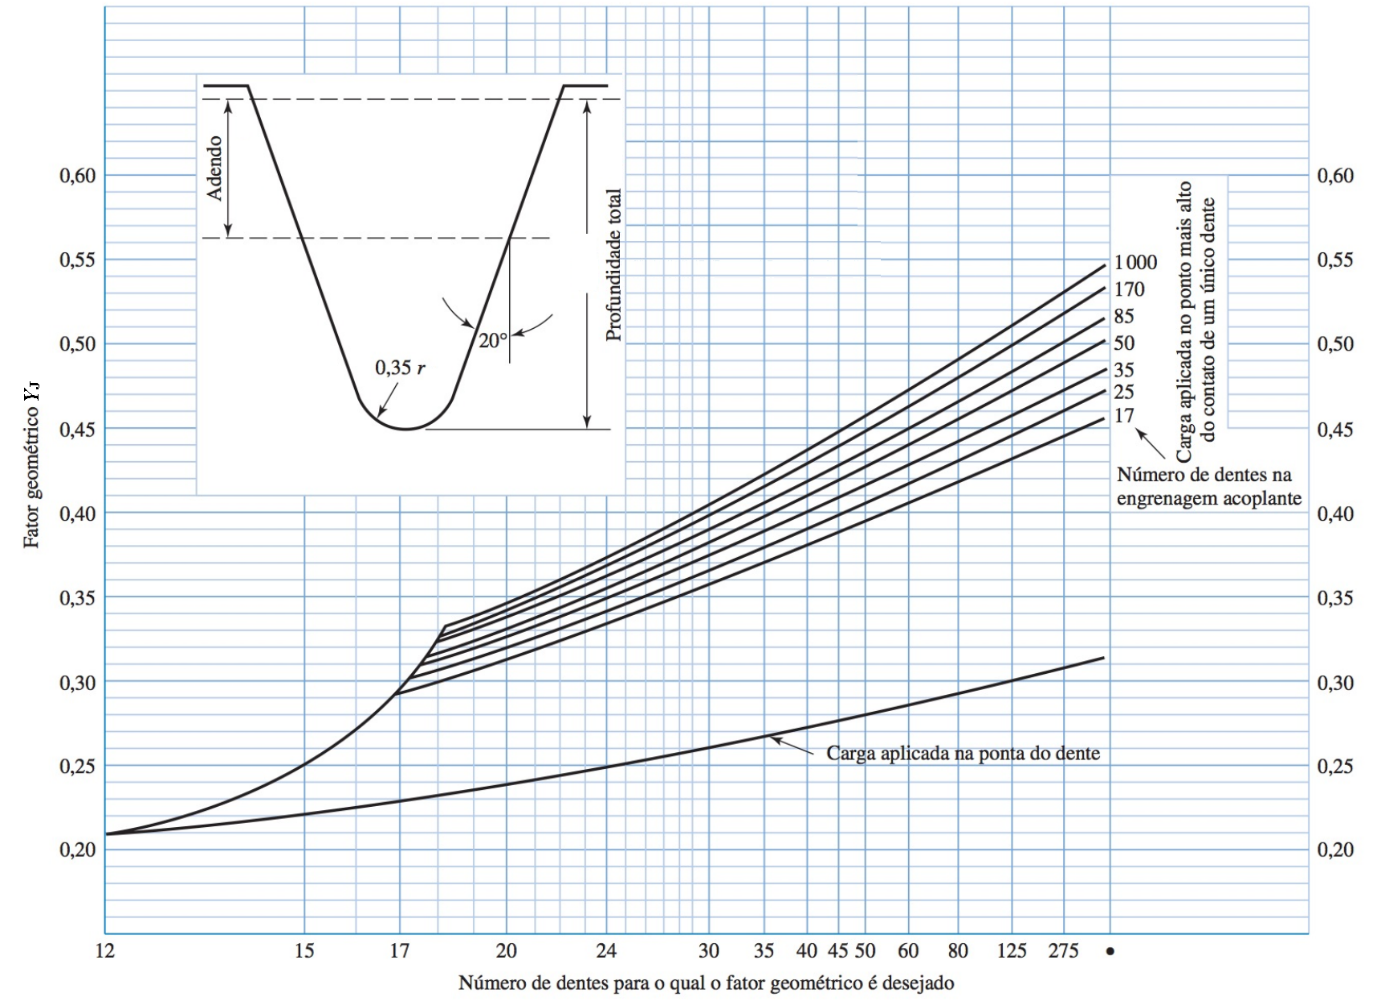 Fator geométrico Y_J
0,60
0,55
0,50
0,45
0,40
0,35
0,30
0,25
0,20
Adendo
Profundidade total
20°
0,35 r
0,60
0,55
0,50
0,45
0,40
0,35
0,30
0,25
0,20
Carga aplicada no ponto mais alto
do contato de um único dente
1 000
170
85
50
35
25
17
Número de dentes na
engrenagem acoplante
Carga aplicada na ponta do dente
12 15 17 20 24 30 35 40 45 50 60 80 125 275 •
Número de dentes para o qual o fator geométrico é desejado